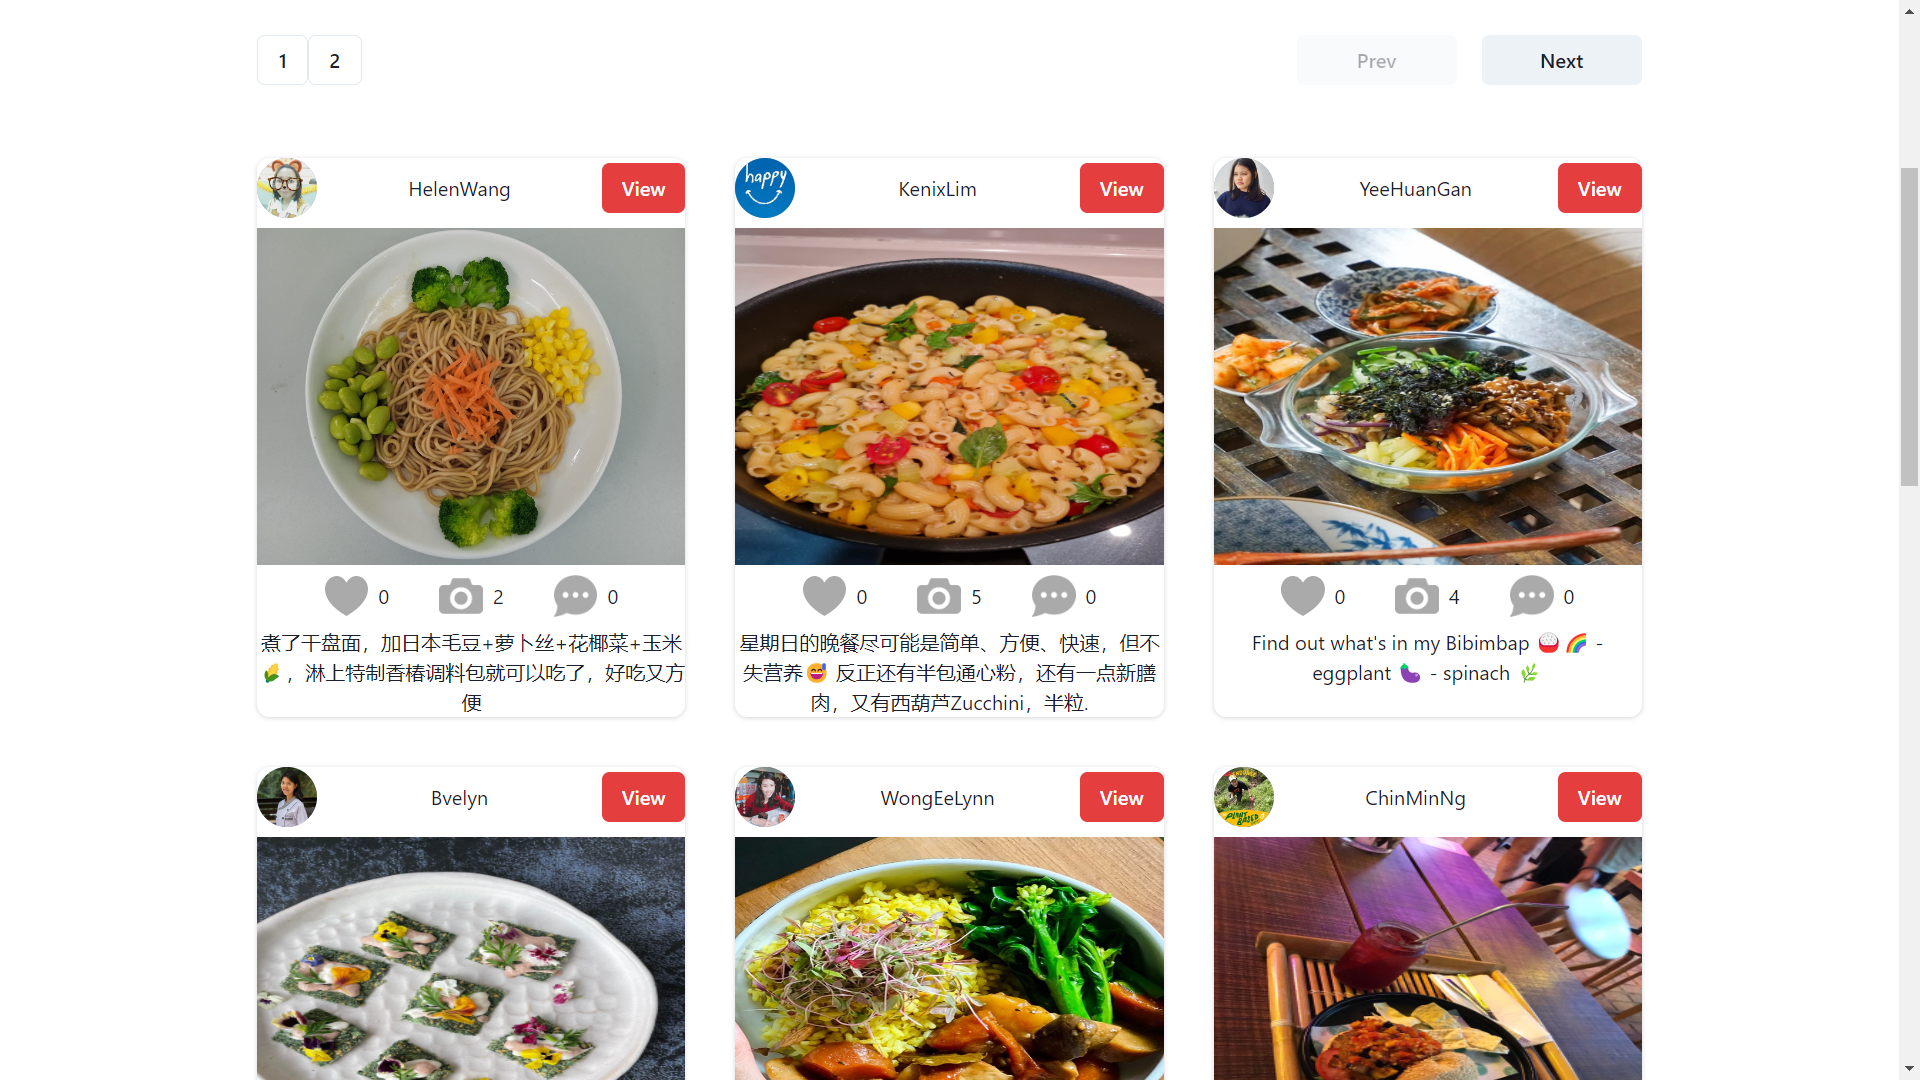 1 2 Prev Next
HelenWang View
KenixLim View
YeeHuanGan View
happy
0 2 0
0 5 0
0 4 0
煮了干盘面，加日本毛豆+萝卜丝+花椰菜+玉米
🌽，淋上特制香椿调料包就可以吃了，好吃又方
便
星期日的晚餐尽可能是简单、方便、快速，但不
失营养😅 反正还有半包通心粉，还有一点新膳
肉，又有西葫芦Zucchini，半粒.
Find out what's in my Bibimbap 🍚🌈 -
eggplant 🍆 - spinach 🌿
Bvelyn View
WongEeLynn View
ChinMinNg View
PLANT
BASED